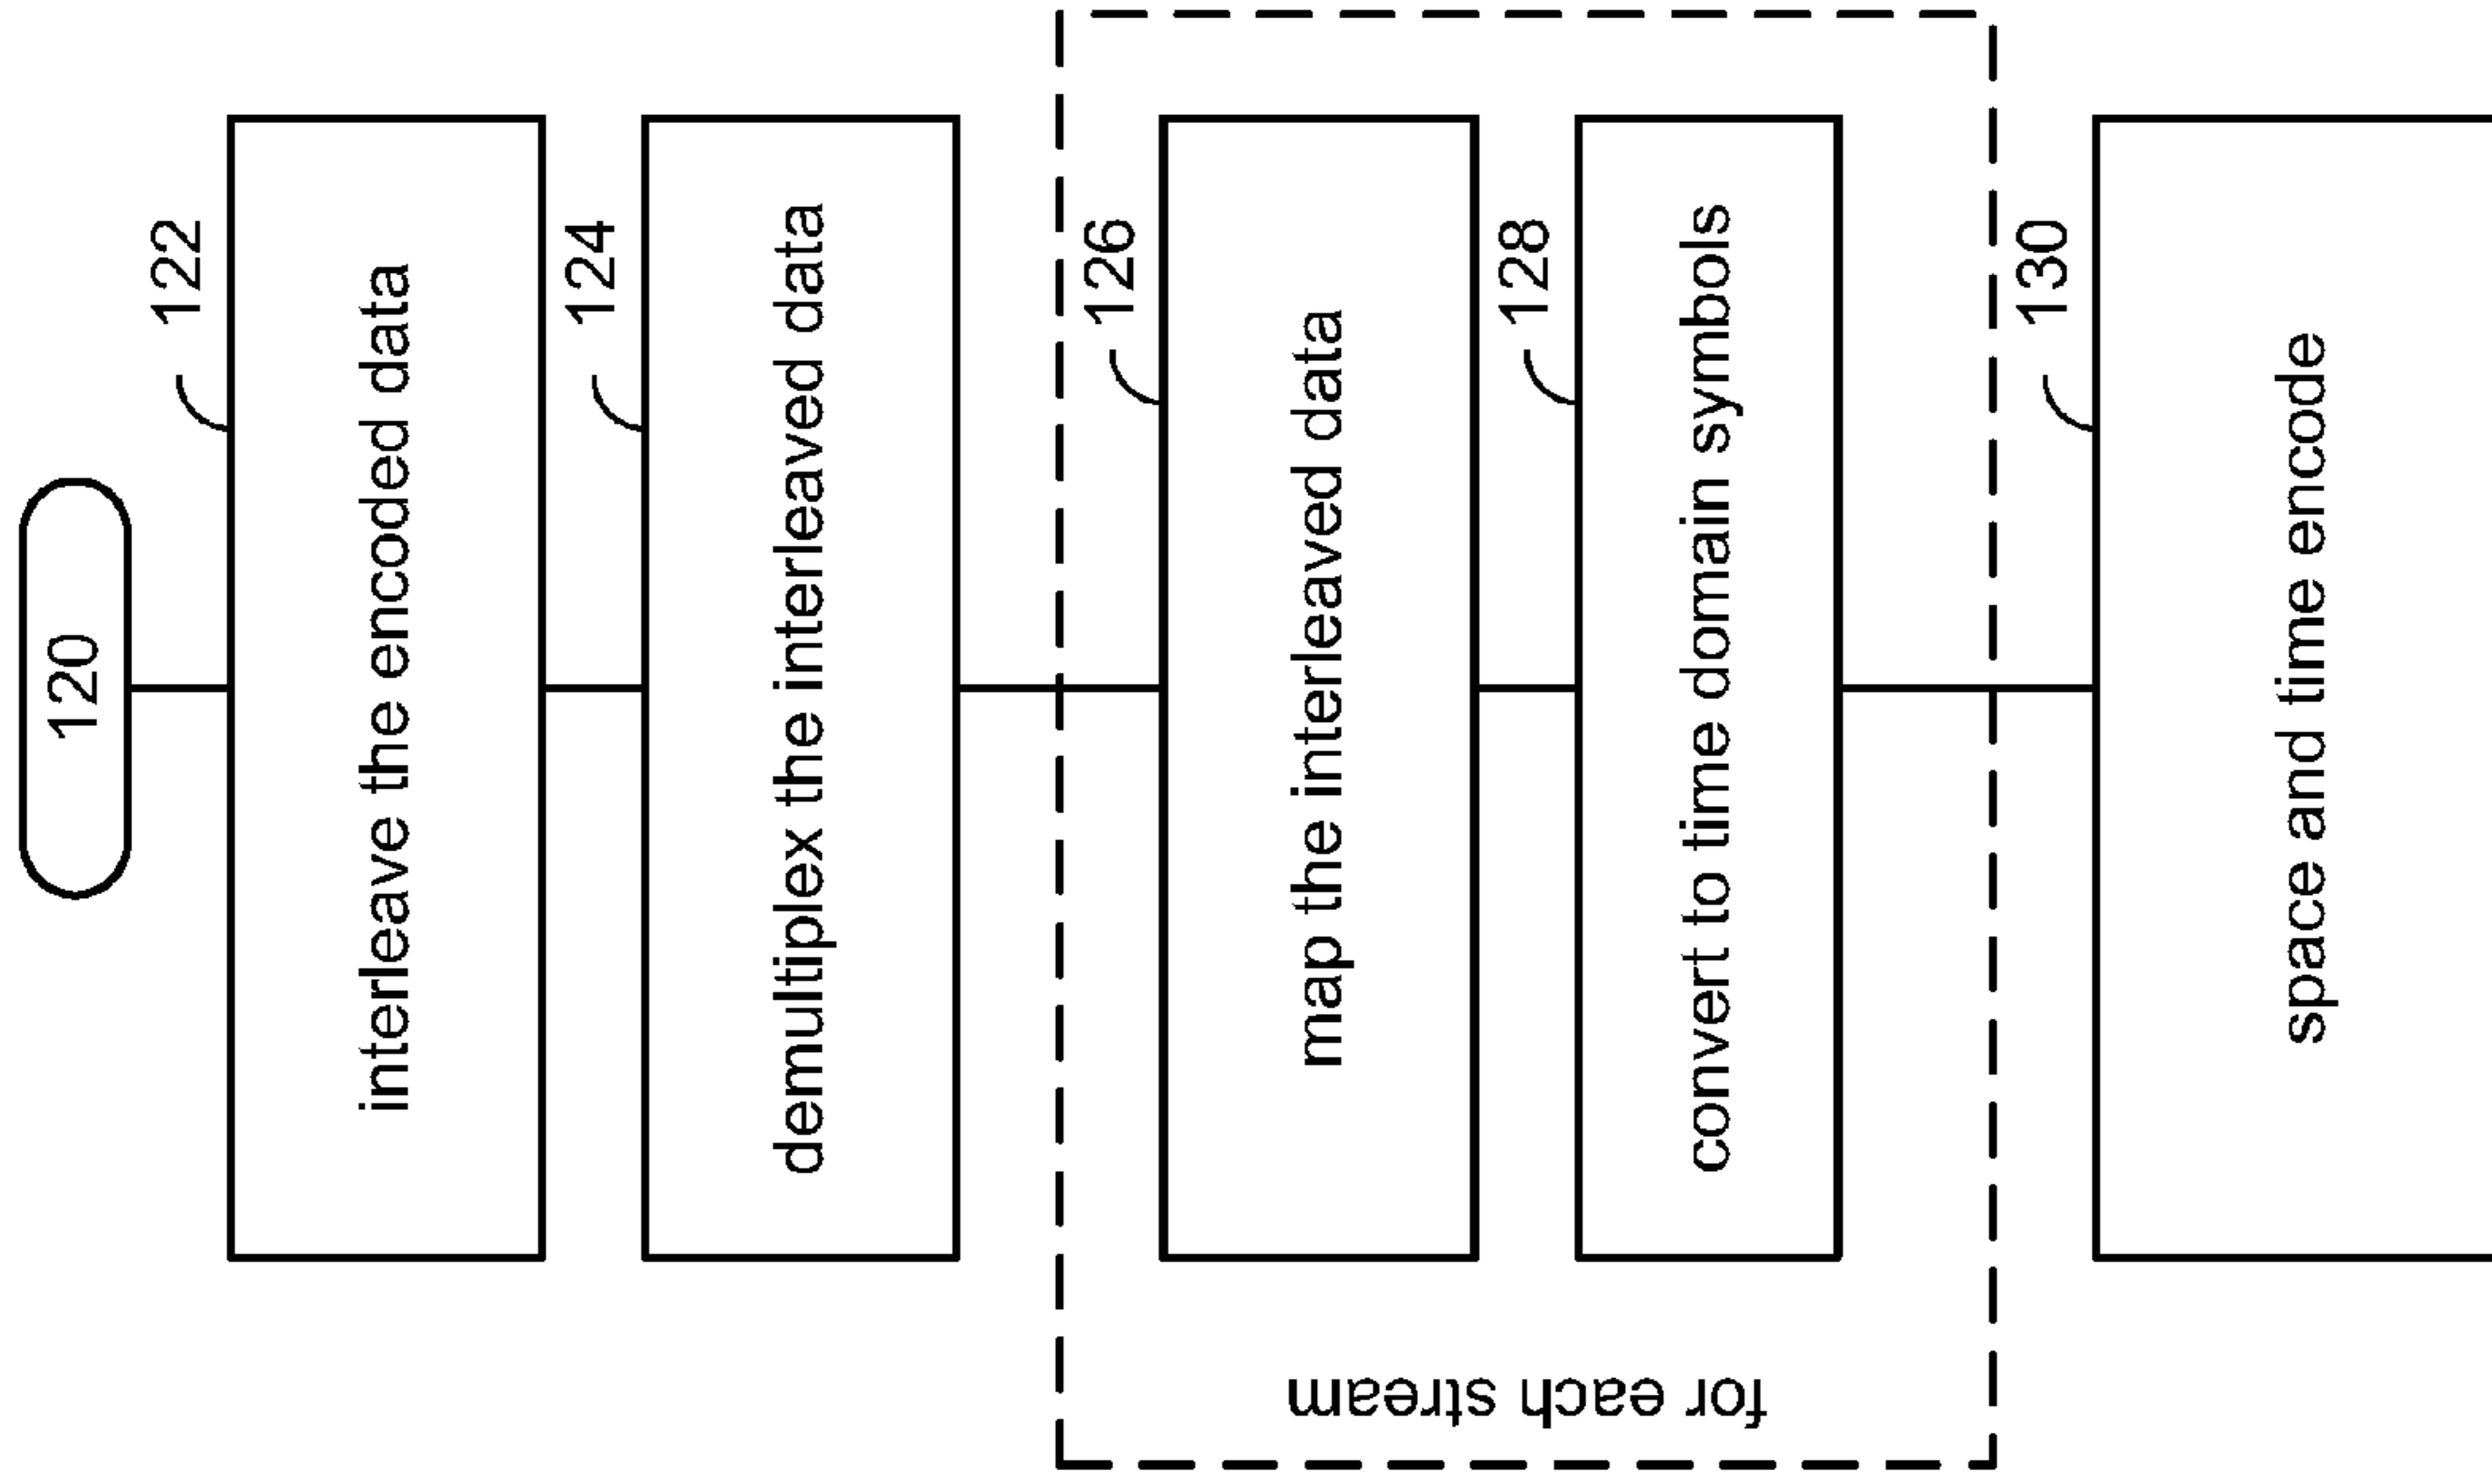 120
122
interleave the encoded data
124
demultiplex the interleaved data
for each stream
126
map the interleaved data
128
convert to time domain symbols
130
space and time encode